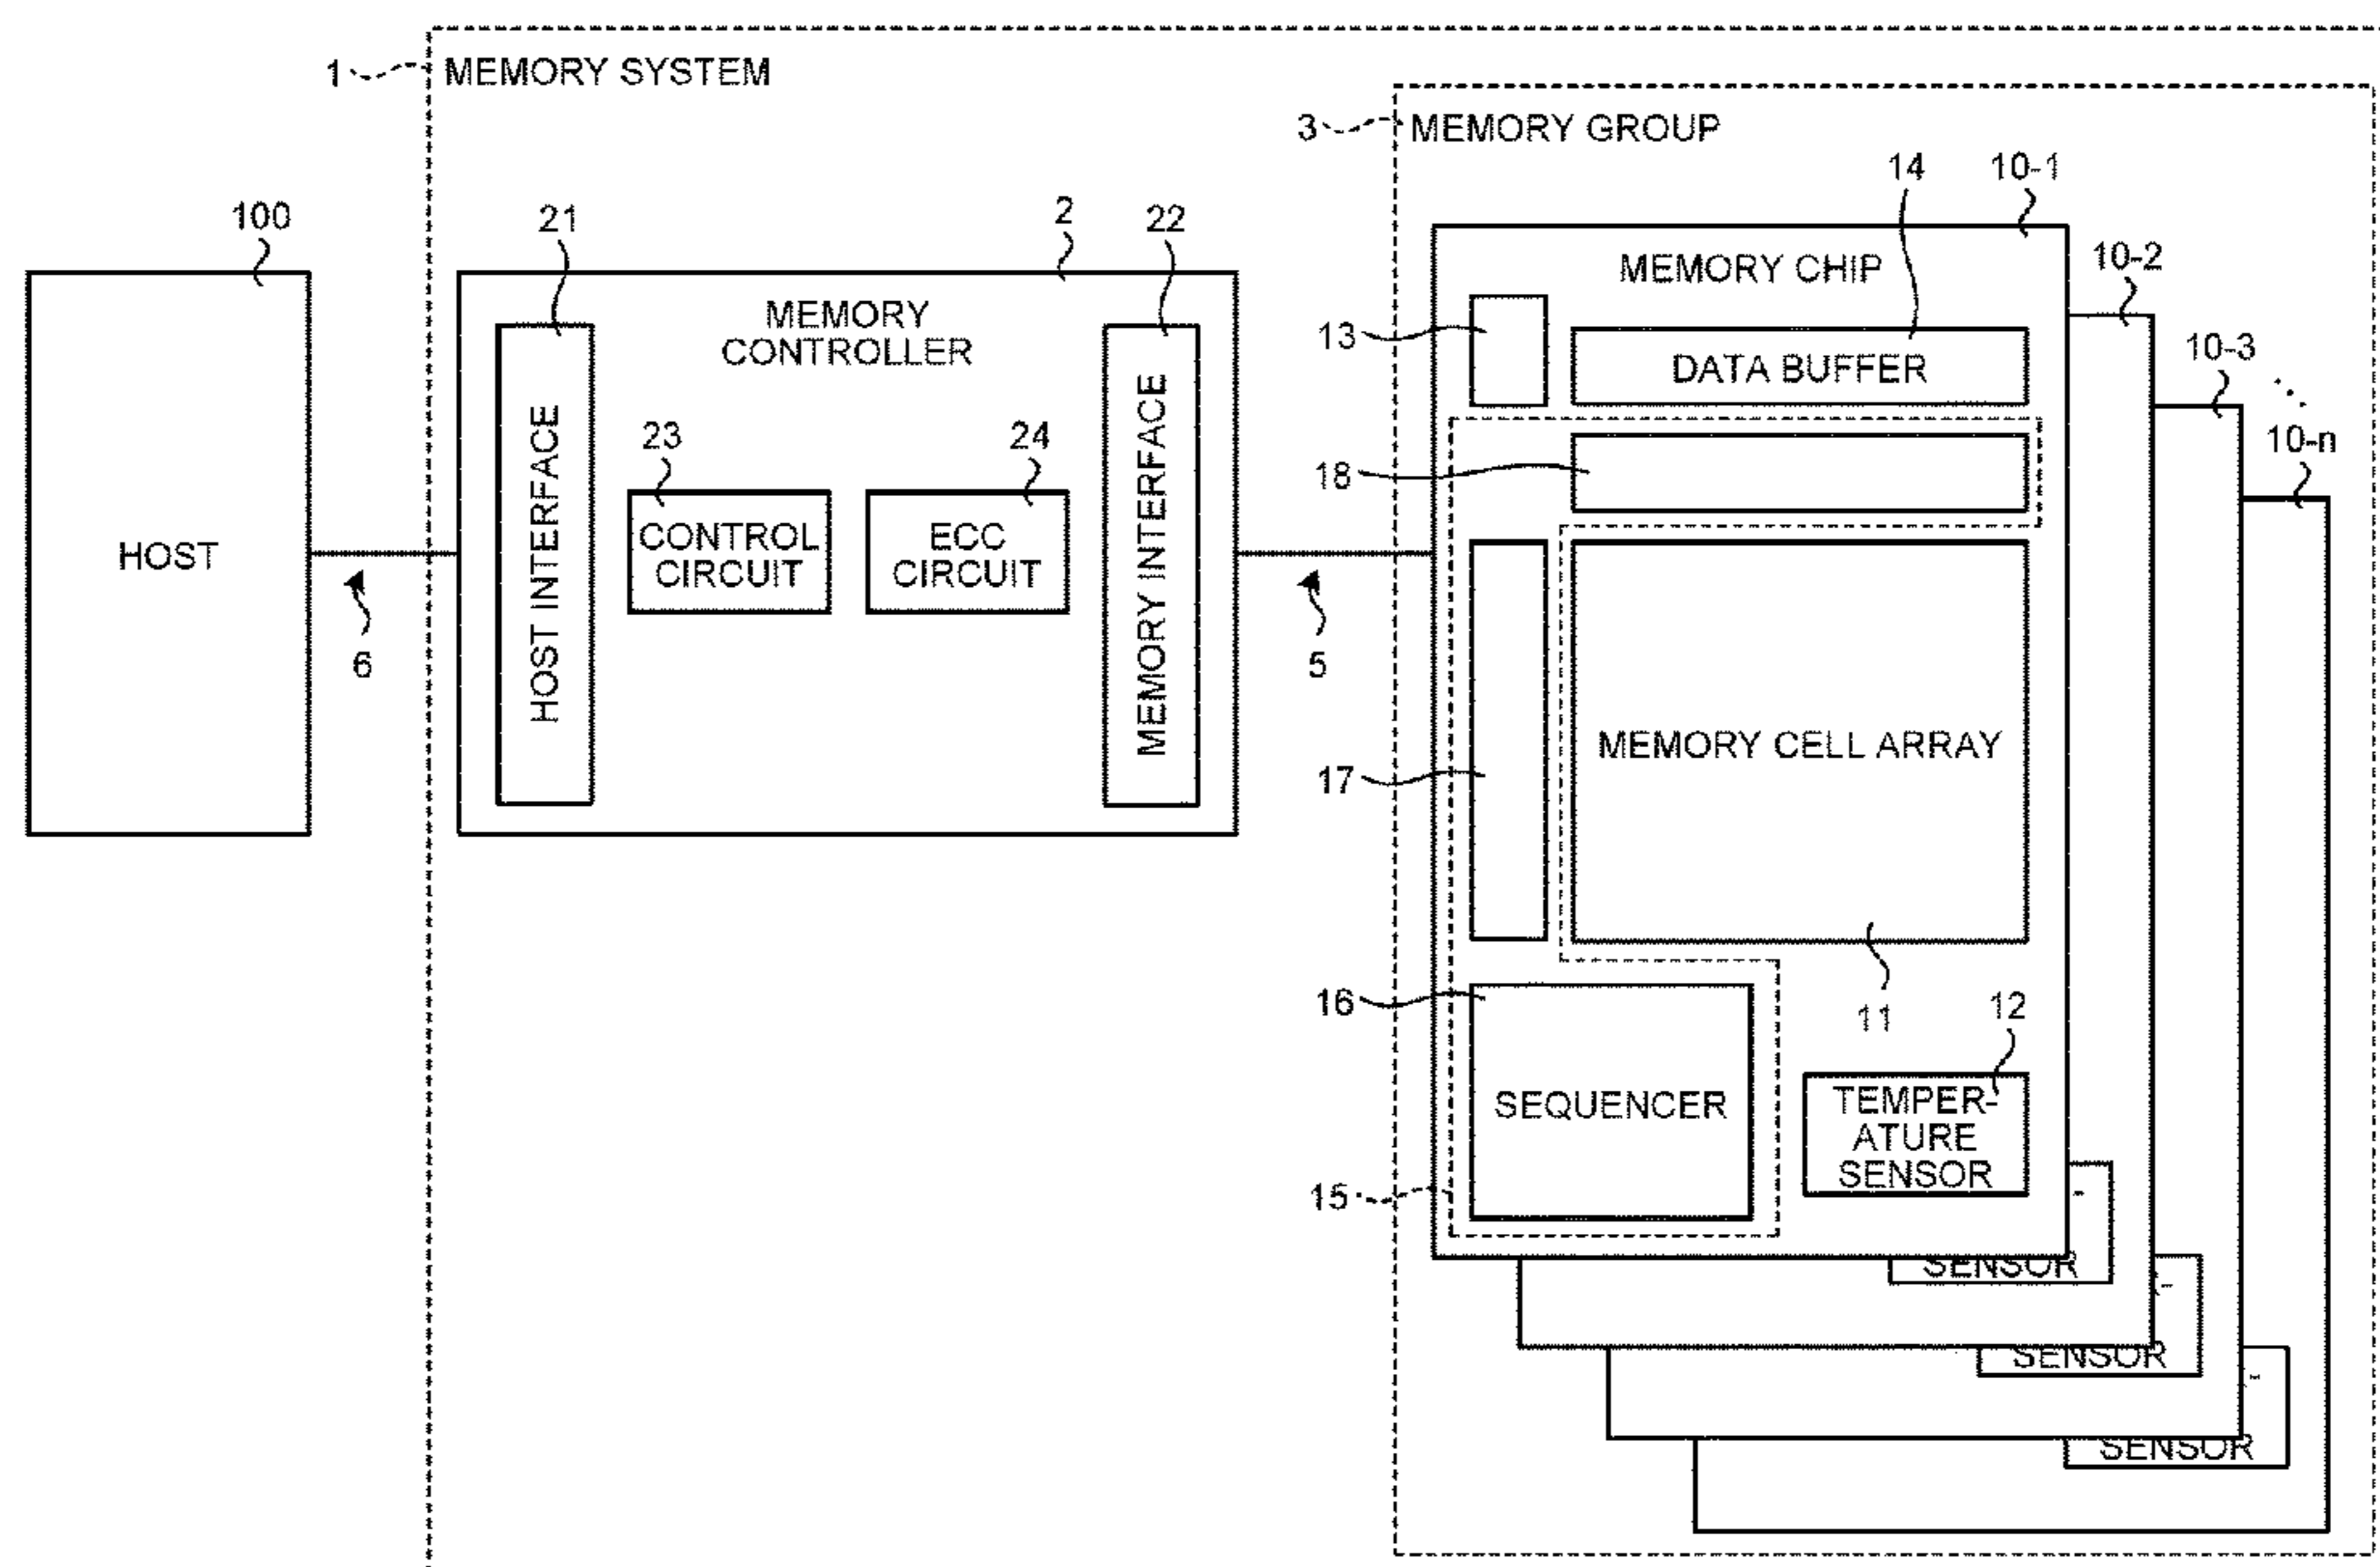 1
MEMORY SYSTEM
3
MEMORY GROUP
100
HOST
6
2
MEMORY
CONTROLLER
21
HOST INTERFACE
23
CONTROL
CIRCUIT
24
ECC
CIRCUIT
22
MEMORY INTERFACE
5
14
10-1
10-2
10-3
10-n
MEMORY CHIP
13
DATA BUFFER
18
17
MEMORY CELL ARRAY
11
16
SEQUENCER
12
TEMPER-
ATURE
SENSOR
15
SENSOR
SENSOR
SENSOR